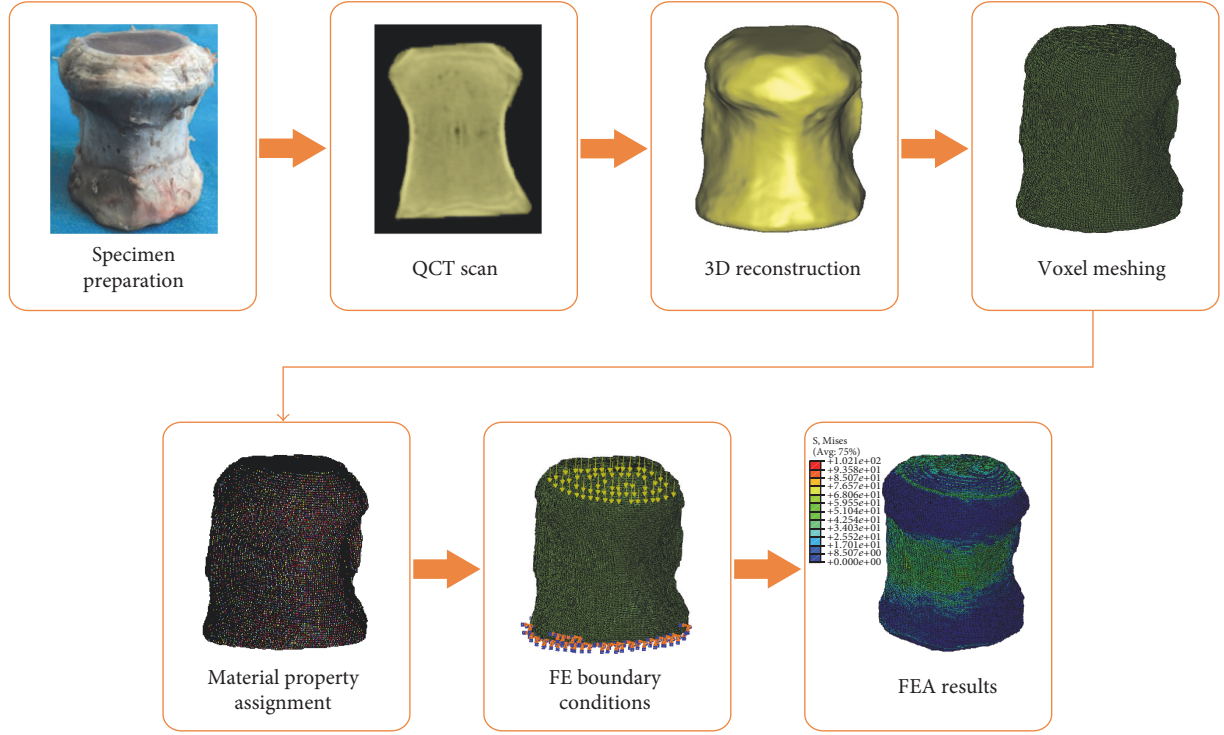 Specimen
preparation
QCT scan
3D reconstruction
Voxel meshing
Material property
assignment
FE boundary
conditions
S, Mises
(Avg: 75%)
+1.021e+02
+9.358e+01
+8.507e+01
+7.657e+01
+6.806e+01
+5.955e+01
+5.104e+01
+4.254e+01
+3.403e+01
+2.552e+01
+1.701e+01
+8.507e+00
+0.000e+00
FEA results